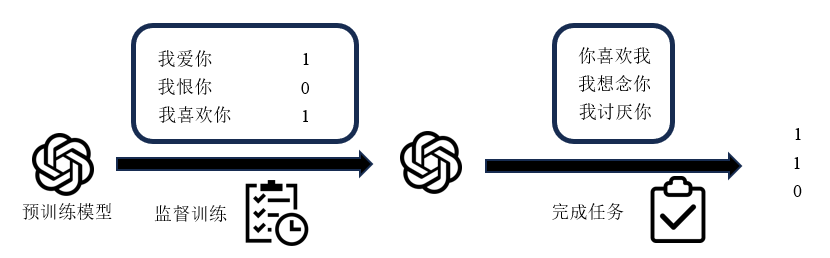 我爱你 1
我恨你 0
我喜欢你 1
预训练模型
监督训练
你喜欢我
我想念你
我讨厌你
完成任务
1
1
0